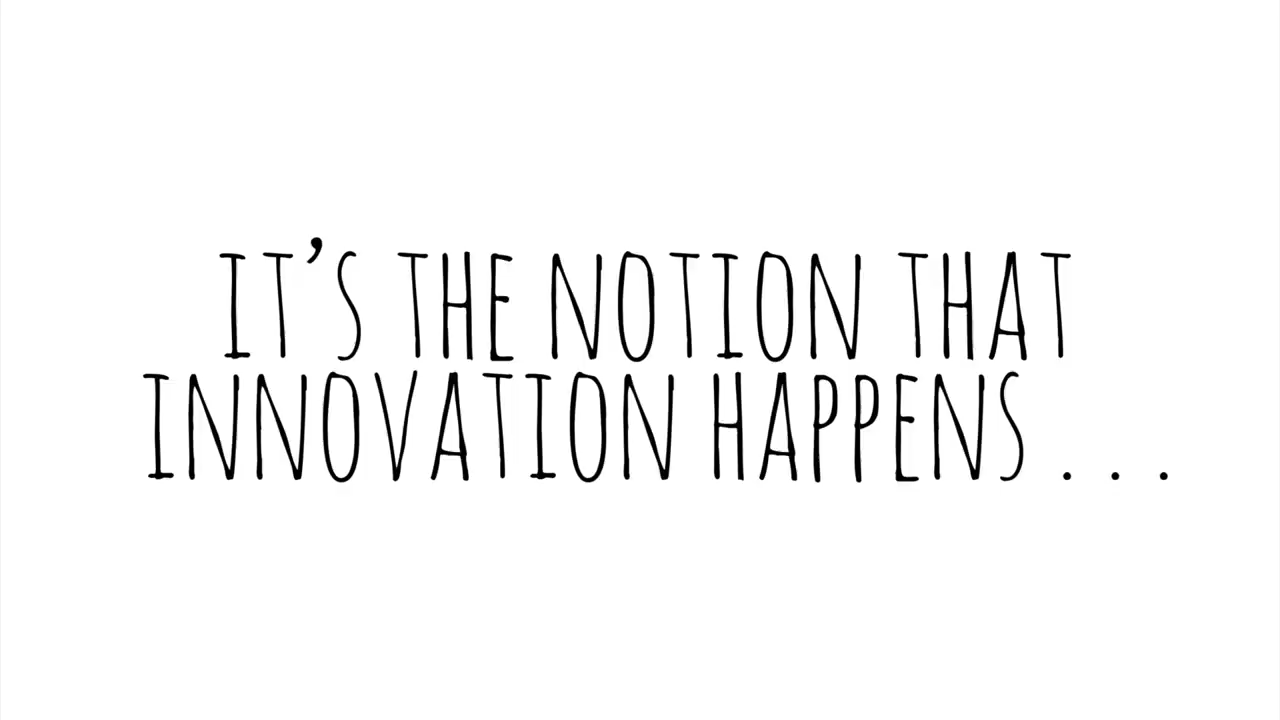 IT’S THE NOTION THAT
INNOVATION HAPPENS . . .